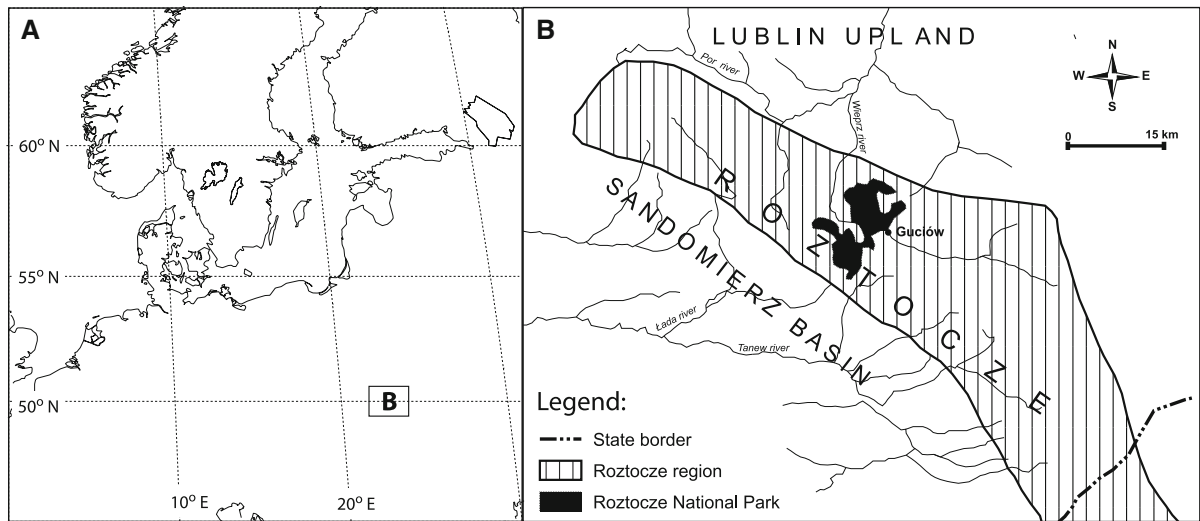 A
60° N
55° N
50° N
10° E
20° E
B
B
LUBLIN UPLAND
N
W E
S
0 15 km
Por river
Wieprz river
ROZTOCZE
Guciów
SANDOMIERZ BASIN
Łada river
Tanew river
Legend:
State border
Roztocze region
Roztocze National Park